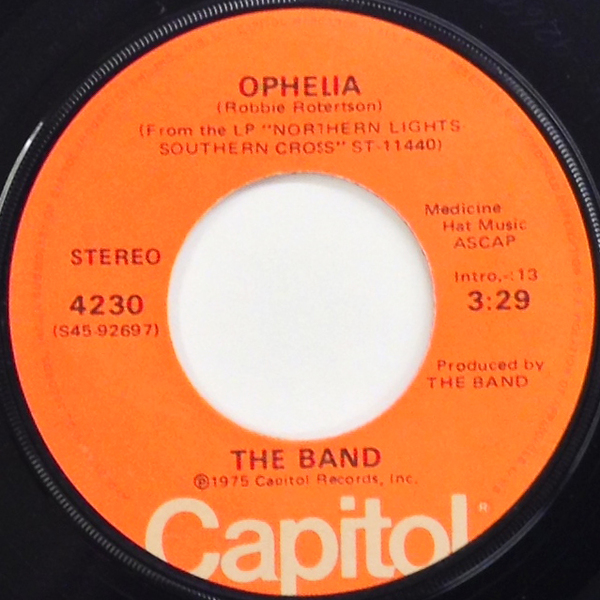 OPHELIA
(Robbie Robertson)
(From the LP "NORTHERN LIGHTS
SOUTHERN CROSS" ST-11440)
Medicine
Hat Music
ASCAP
STEREO
Intro.-:13
4230
3:29
(S45-92697)
Produced by
THE BAND
THE BAND
℗1975 Capitol Records, Inc.
Capitol®